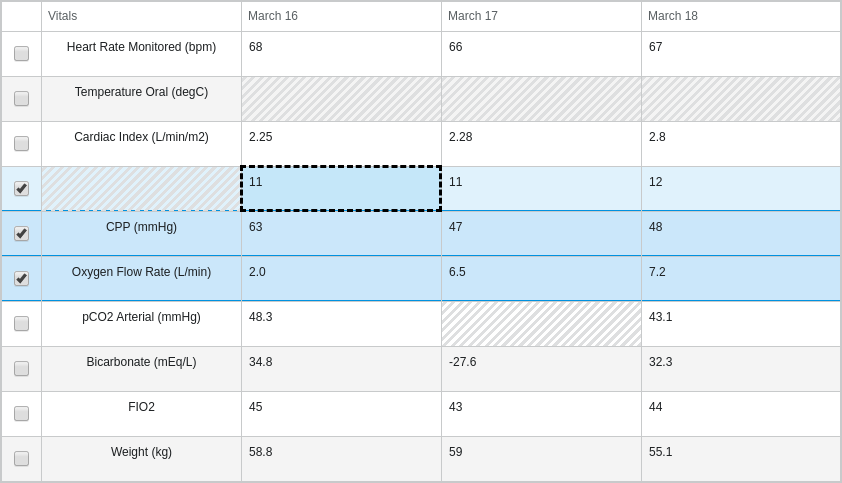 Vitals March 16 March 17 March 18
Heart Rate Monitored (bpm) 68 66 67
Temperature Oral (degC)
Cardiac Index (L/min/m2) 2.25 2.28 2.8
11 11 12
CPP (mmHg) 63 47 48
Oxygen Flow Rate (L/min) 2.0 6.5 7.2
pCO2 Arterial (mmHg) 48.3 43.1
Bicarbonate (mEq/L) 34.8 -27.6 32.3
FIO2 45 43 44
Weight (kg) 58.8 59 55.1